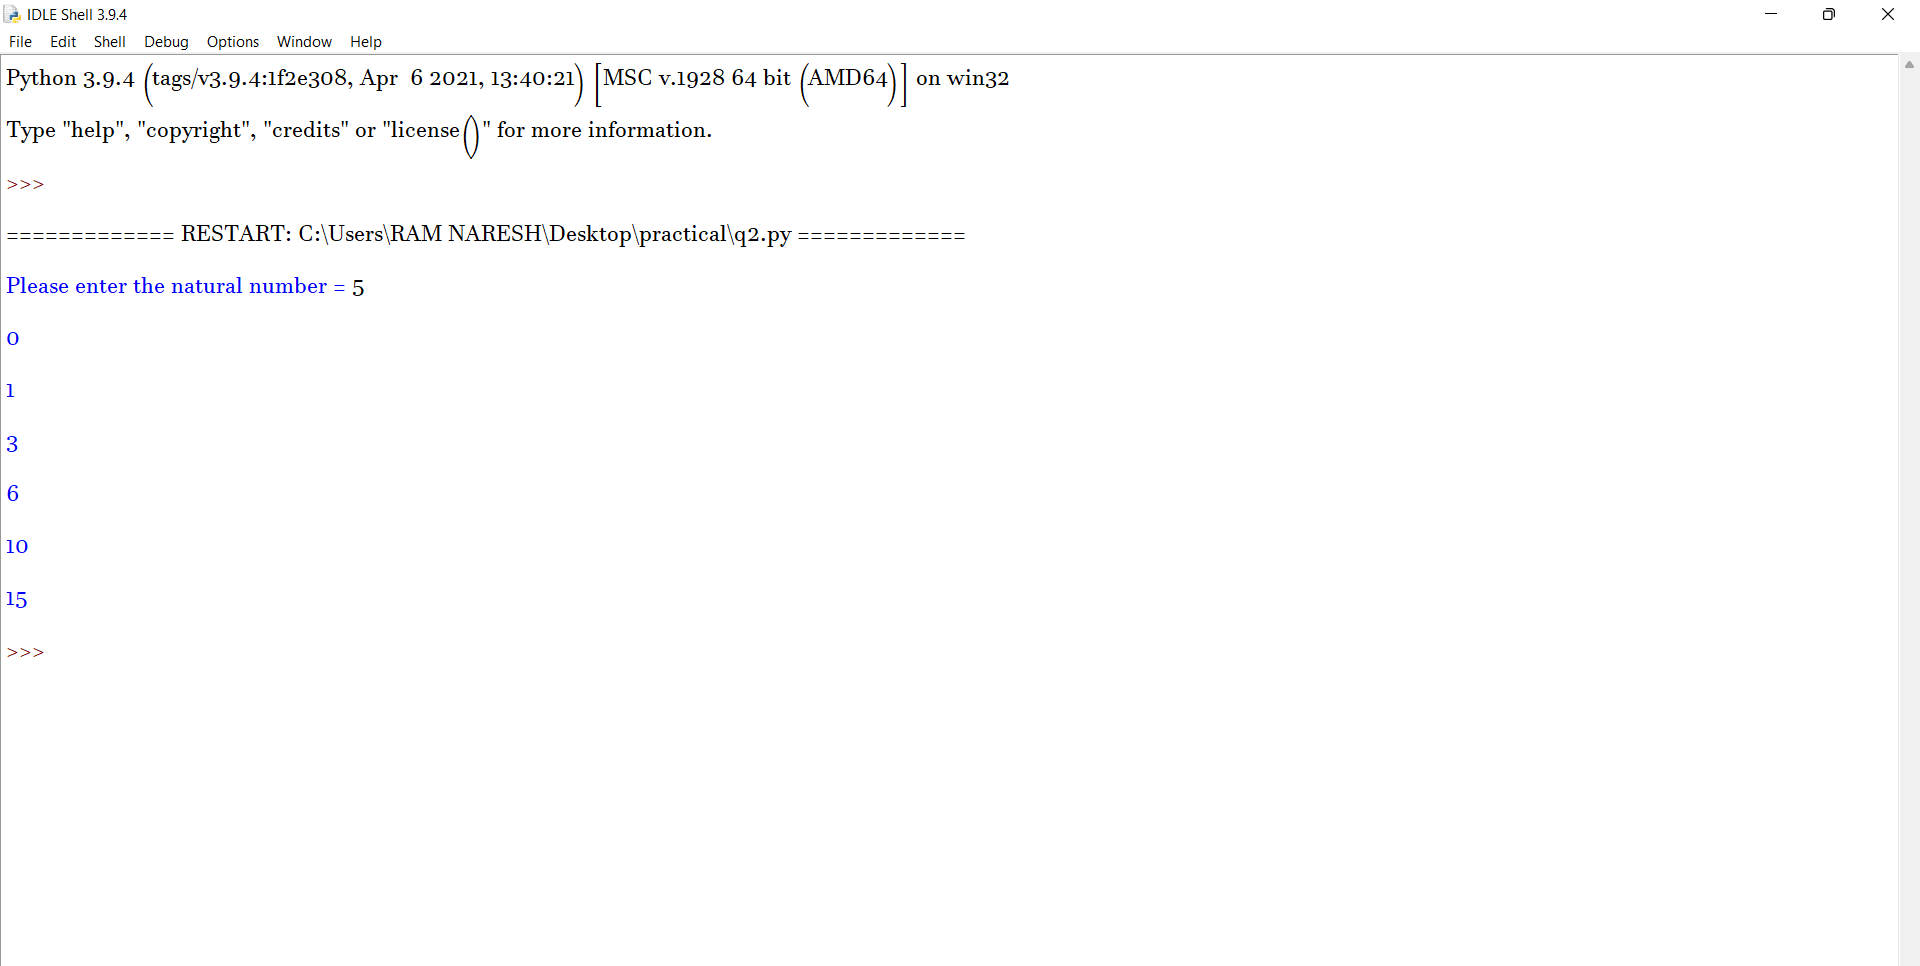 IDLE Shell 3.9.4
File Edit Shell Debug Options Window Help
Python 3.9.4 (tags/v3.9.4:1f2e308, Apr  6 2021, 13:40:21) [MSC v.1928 64 bit (AMD64)] on win32
Type "help", "copyright", "credits" or "license()" for more information.
>>>
============= RESTART: C:\Users\RAM NARESH\Desktop\practical\q2.py =============
Please enter the natural number = 5
0
1
3
6
10
15
>>>